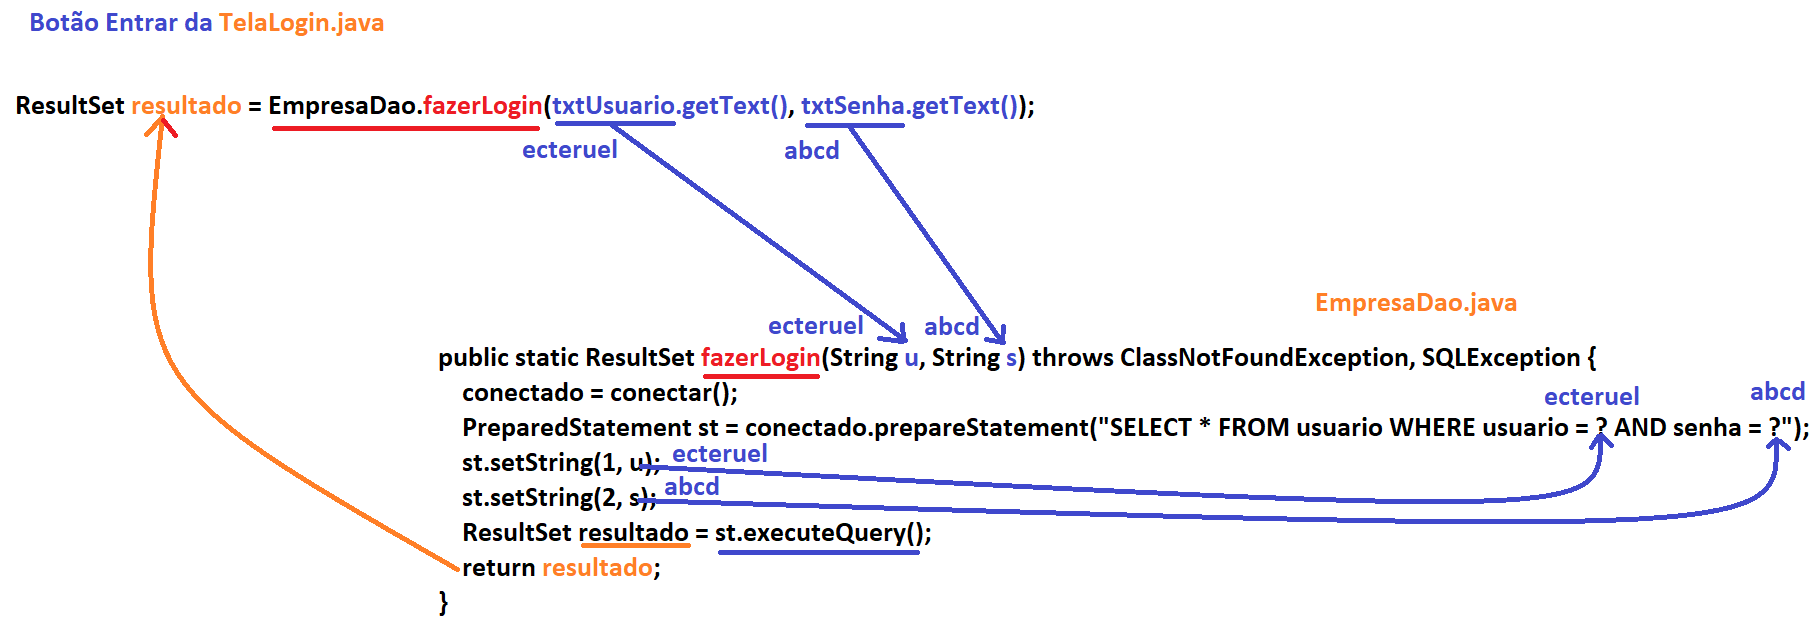 Botão Entrar da TelaLogin.java
ResultSet resultado = EmpresaDao.fazerLogin(txtUsuario.getText(), txtSenha.getText());
ecteruel abcd
EmpresaDao.java
ecteruel abcd
public static ResultSet fazerLogin(String u, String s) throws ClassNotFoundException, SQLException {
conectado = conectar();
ecteruel abcd
PreparedStatement st = conectado.prepareStatement("SELECT * FROM usuario WHERE usuario = ? AND senha = ?");
st.setString(1, u); ecteruel
st.setString(2, s); abcd
ResultSet resultado = st.executeQuery();
return resultado;
}